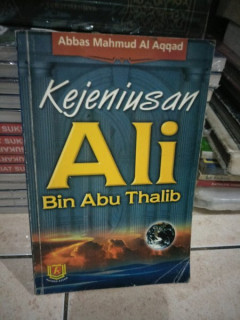 Abbas Mahmud Al Aqqad
Kejeniusan
Ali
Bin Abu Thalib